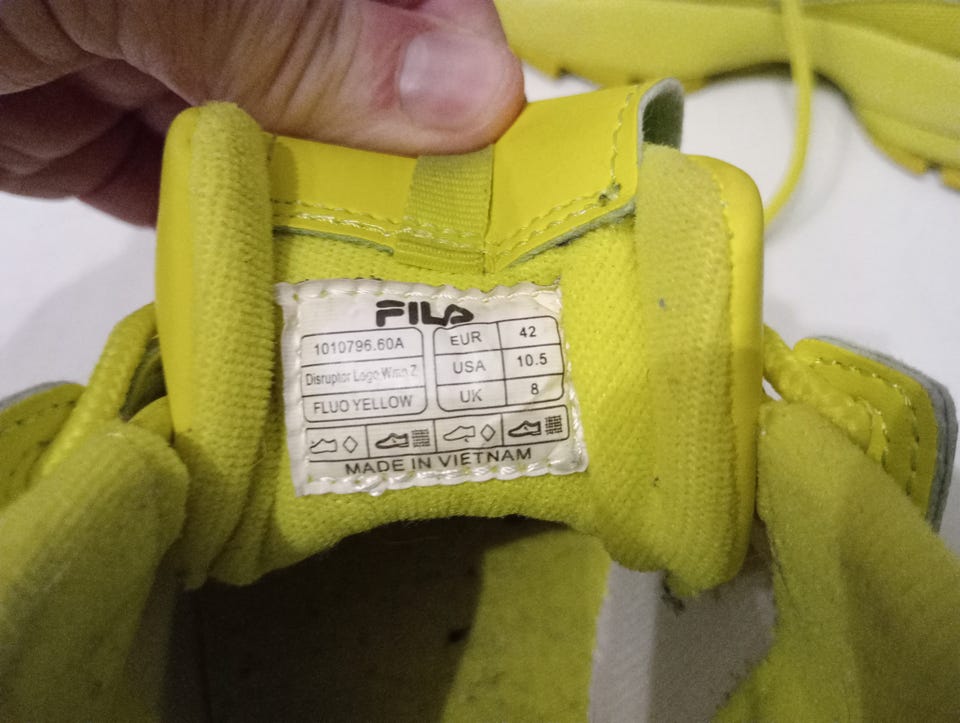 FILA
1010796.60A
Disruptor Logo Wmn Z
FLUO YELLOW
EUR 42
USA 10.5
UK 8
MADE IN VIETNAM